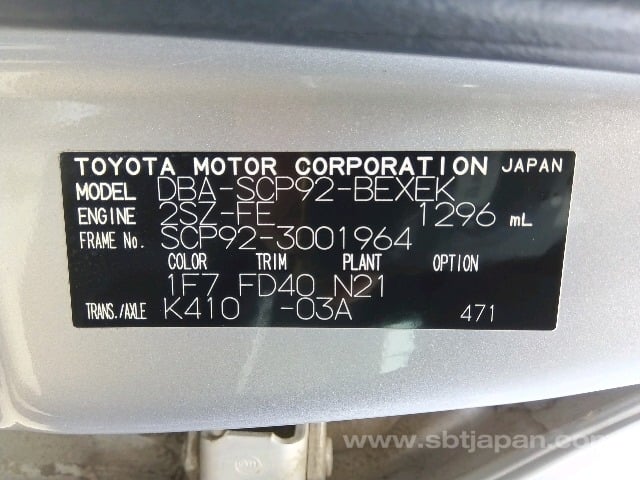 TOYOTA MOTOR CORPORATION JAPAN
MODEL DBA-SCP92-BEXEK
ENGINE 2SZ-FE 1296 mL
FRAME No. SCP92-3001964
COLOR TRIM PLANT OPTION
1F7 FD40 N21
TRANS./AXLE K410 -03A 471
www.sbtjapan.com